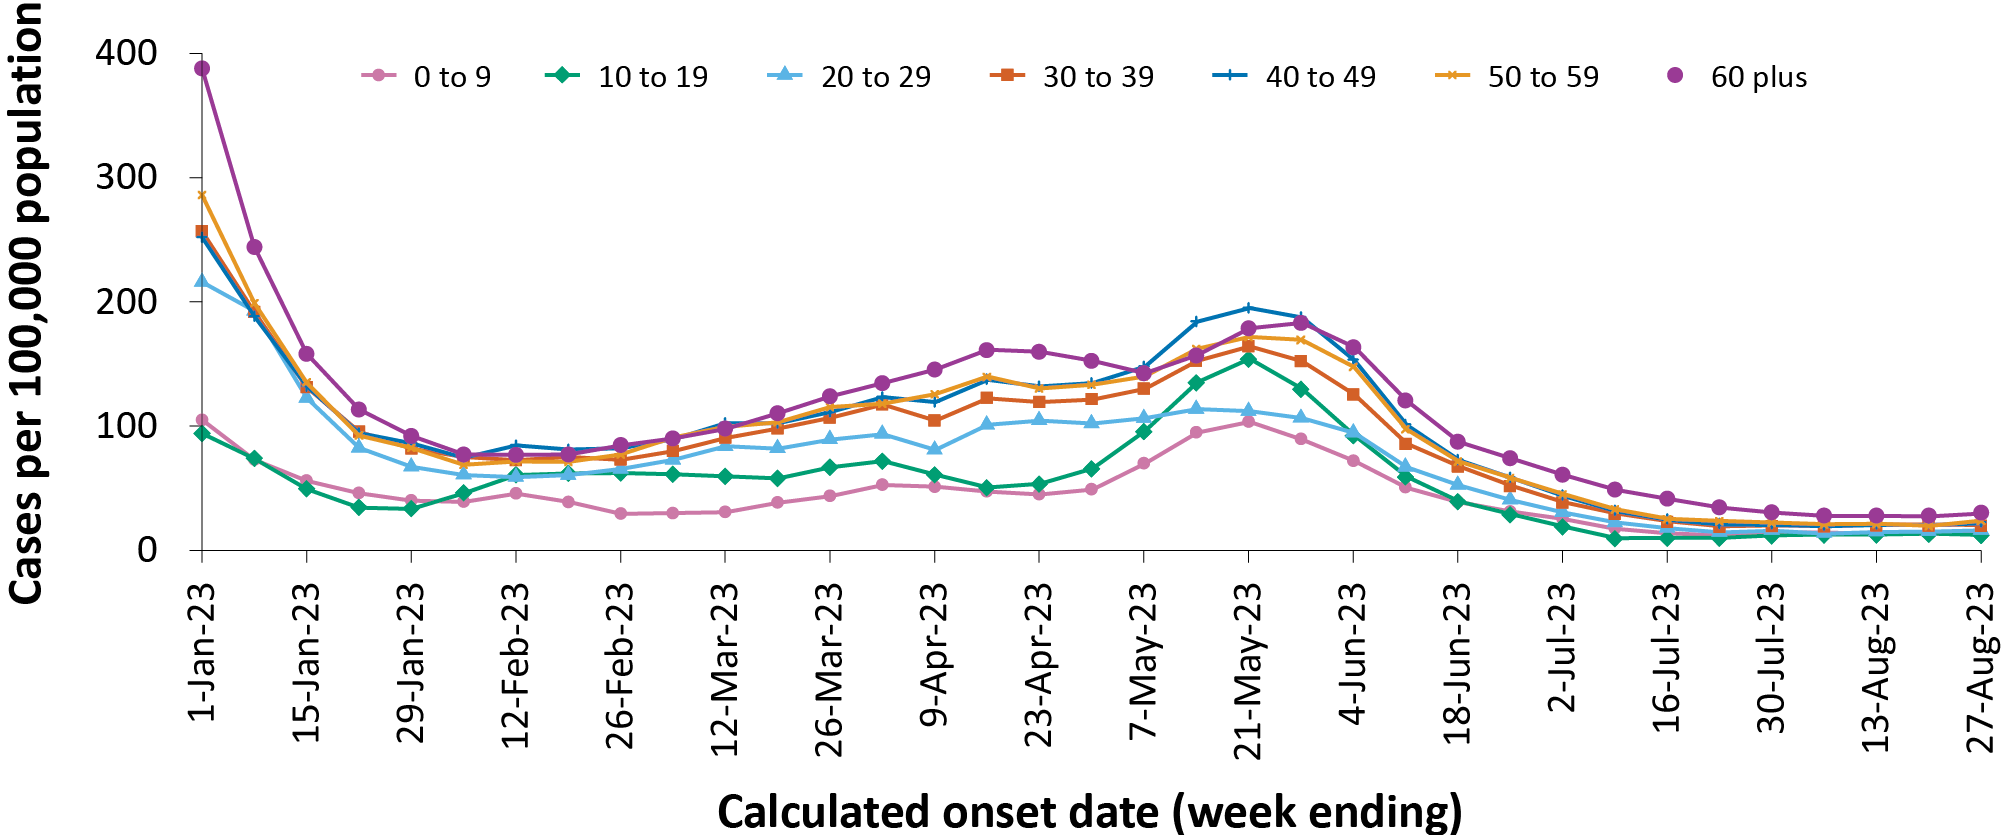 Cases per 100,000 population
400
300
200
100
0
0 to 9
10 to 19
20 to 29
30 to 39
40 to 49
50 to 59
60 plus
1-Jan-23
15-Jan-23
29-Jan-23
12-Feb-23
26-Feb-23
12-Mar-23
26-Mar-23
9-Apr-23
23-Apr-23
7-May-23
21-May-23
4-Jun-23
18-Jun-23
2-Jul-23
16-Jul-23
30-Jul-23
13-Aug-23
27-Aug-23
Calculated onset date (week ending)